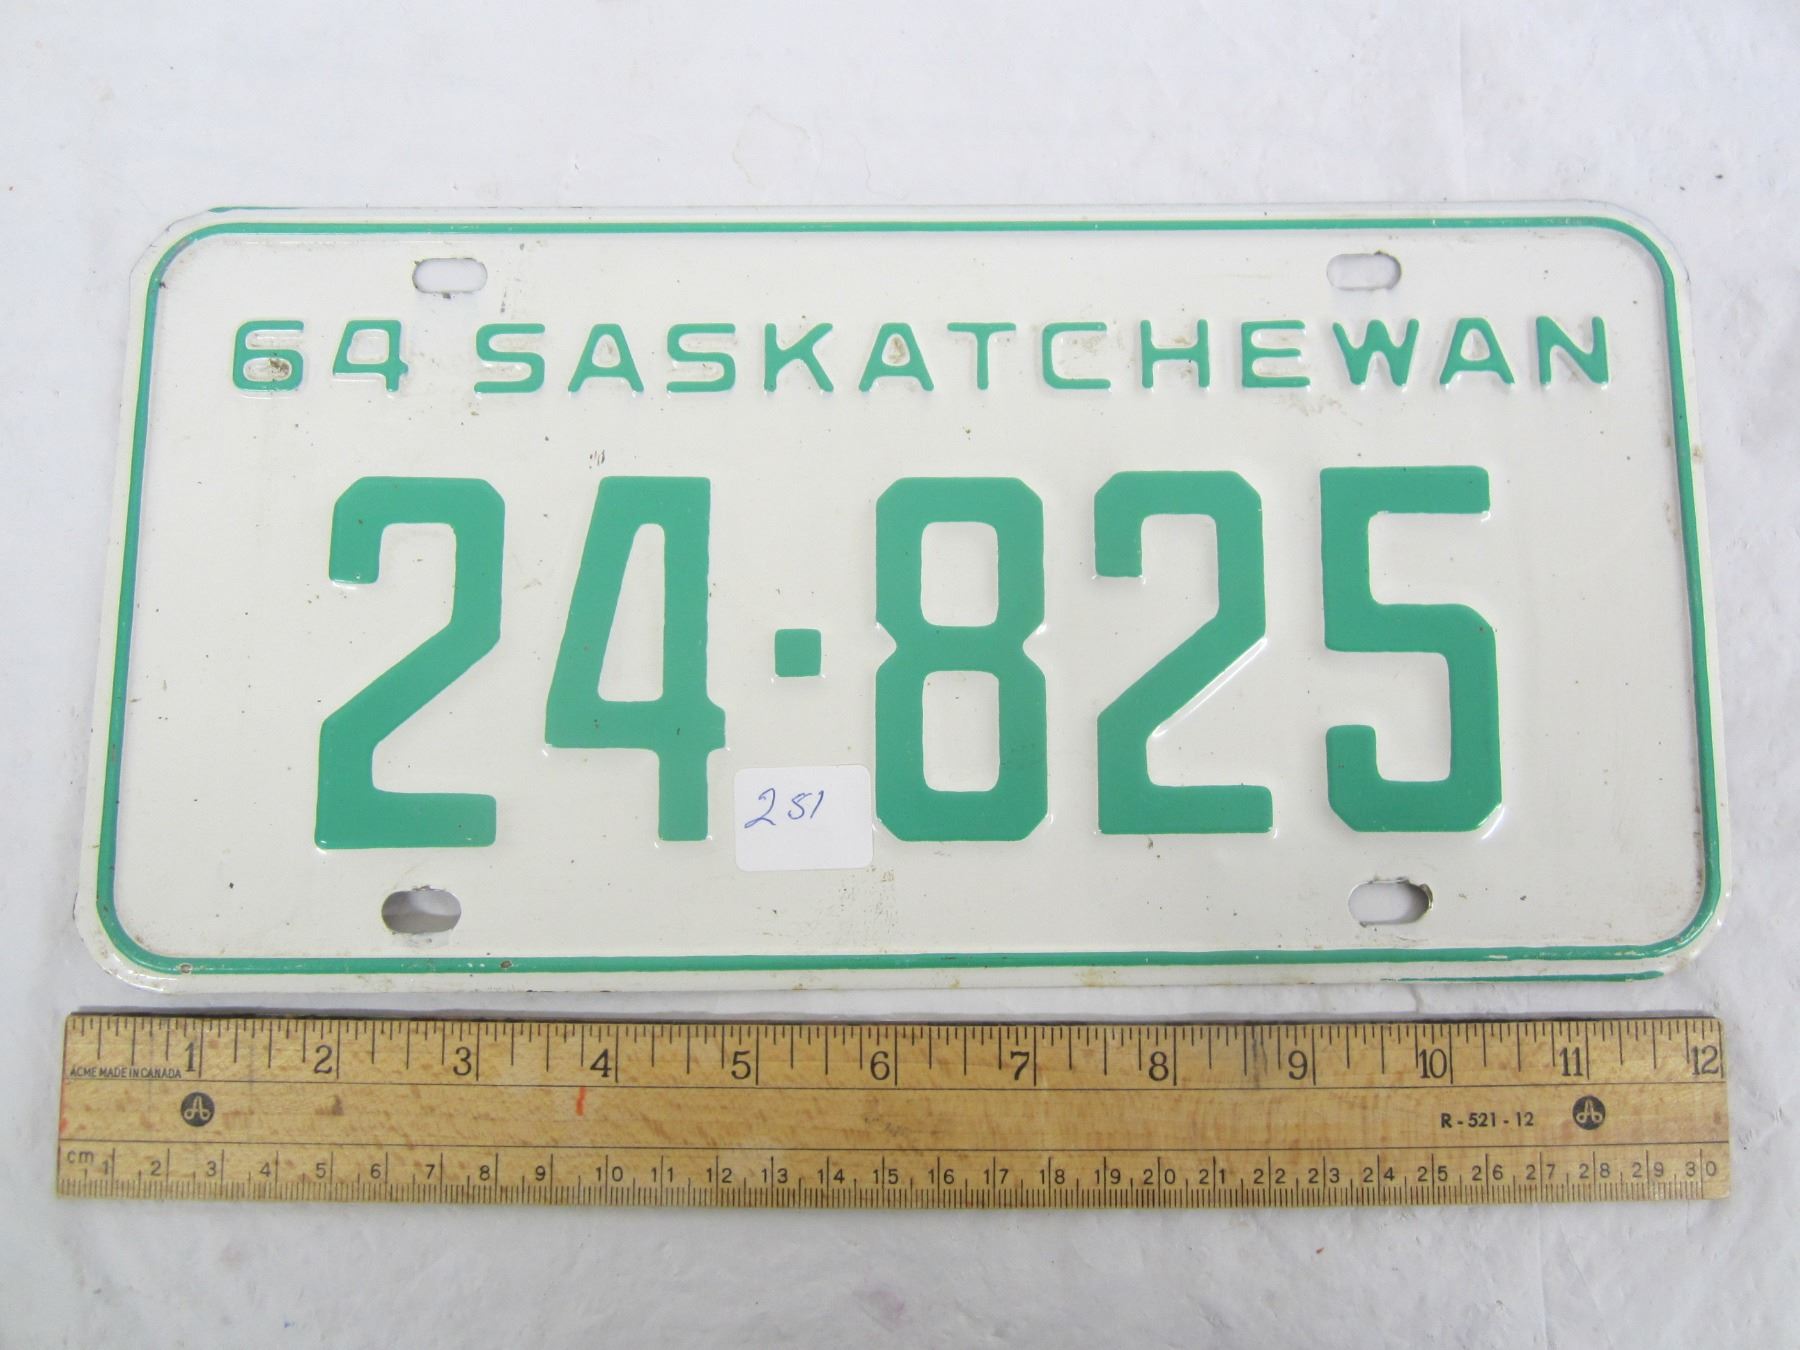 64 SASKATCHEWAN
24·825
251
1 2 3 4 5 6 7 8 9 10 11 12
ACME MADE IN CANADA
R-521-12
cm 1 2 3 4 5 6 7 8 9 10 11 12 13 14 15 16 17 18 19 20 21 22 23 24 25 26 27 28 29 30